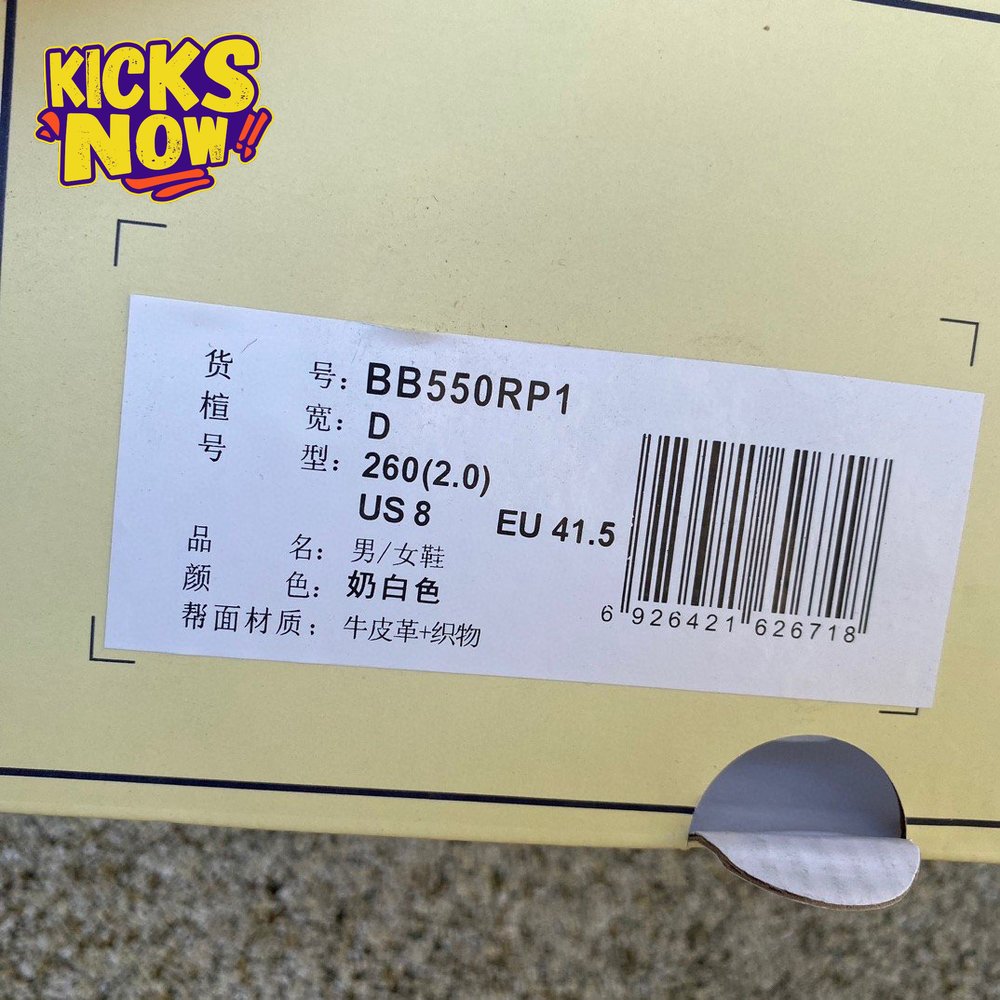 KICKS
NOW!!
货号：BB550RP1
楦宽：D
号型：260(2.0)
US 8 EU 41.5
品名：男/女鞋
颜色：奶白色
帮面材质：牛皮革+织物
6 926421 626718